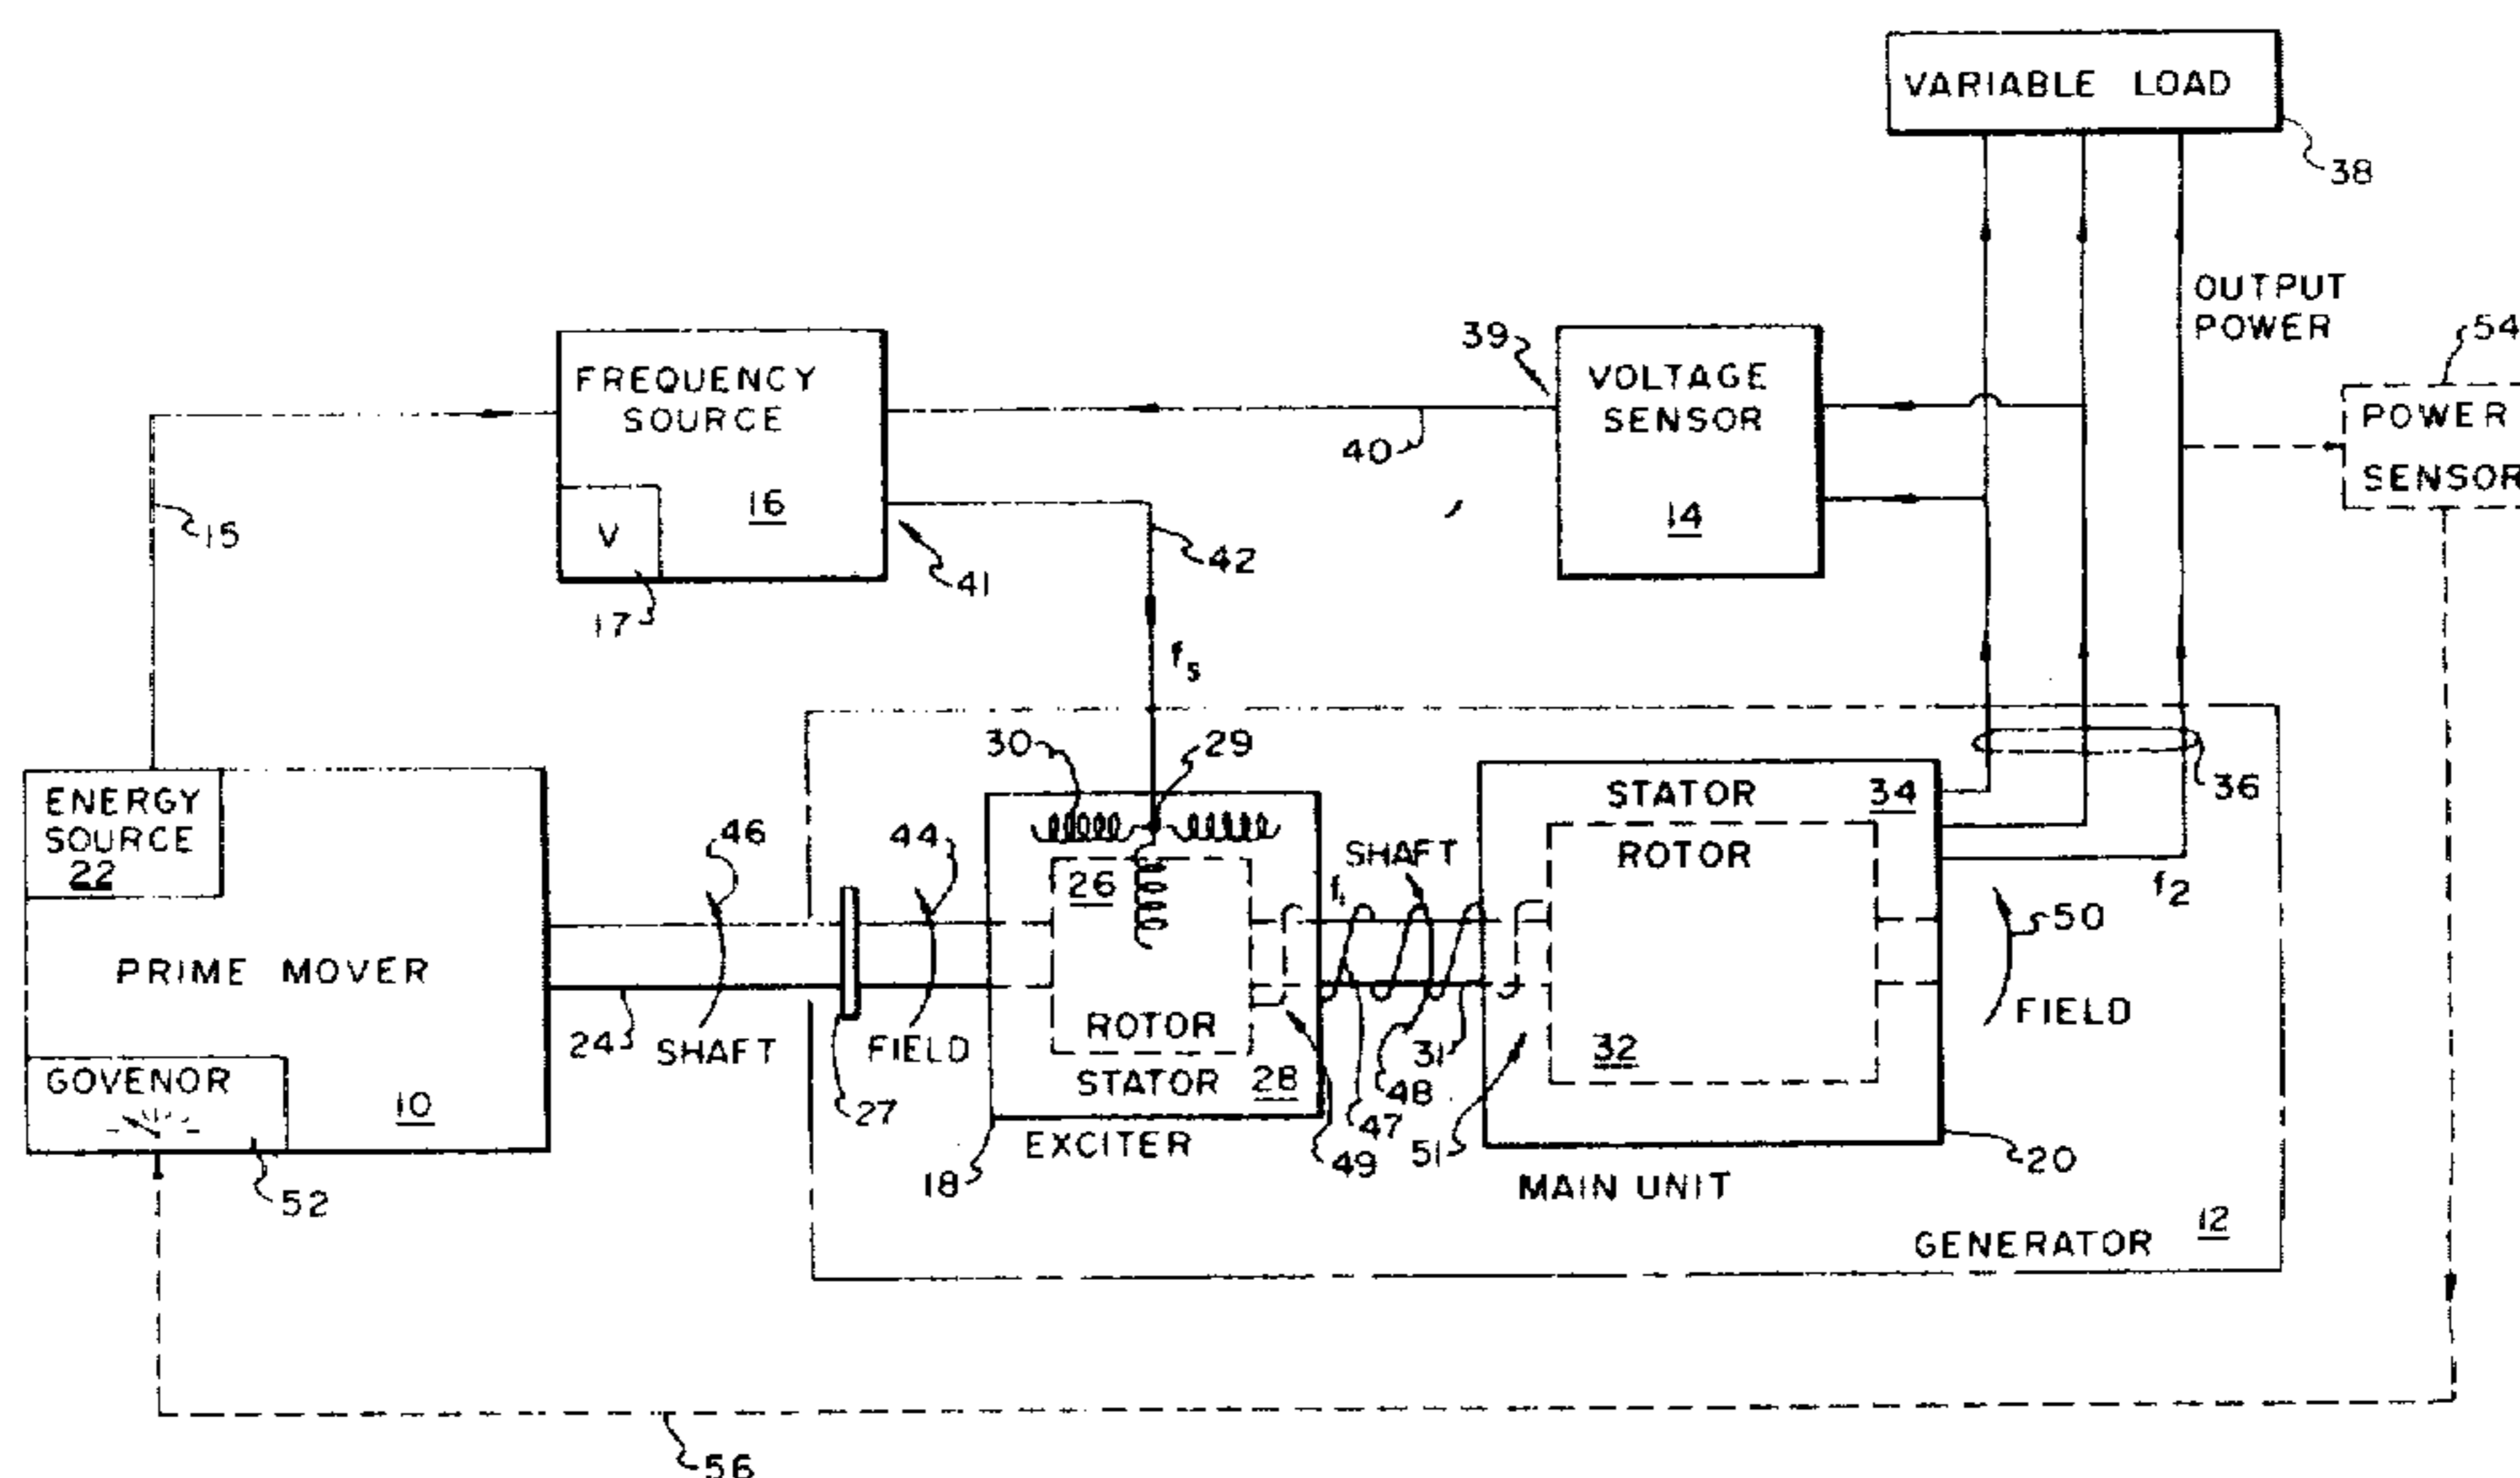 VARIABLE LOAD
38
OUTPUT
POWER
54
POWER
SENSOR
39
VOLTAGE
SENSOR
14
40
FREQUENCY
SOURCE
16
V
17
15
41
42
fs
30
29
36
ENERGY
SOURCE
22
46
44
26
SHAFT
f1
STATOR
34
ROTOR
f2
50
FIELD
PRIME MOVER
24
SHAFT
27
FIELD
ROTOR
STATOR
28
31
48
47
49
51
32
GOVENOR
10
52
18
EXCITER
MAIN UNIT
20
12
GENERATOR
56